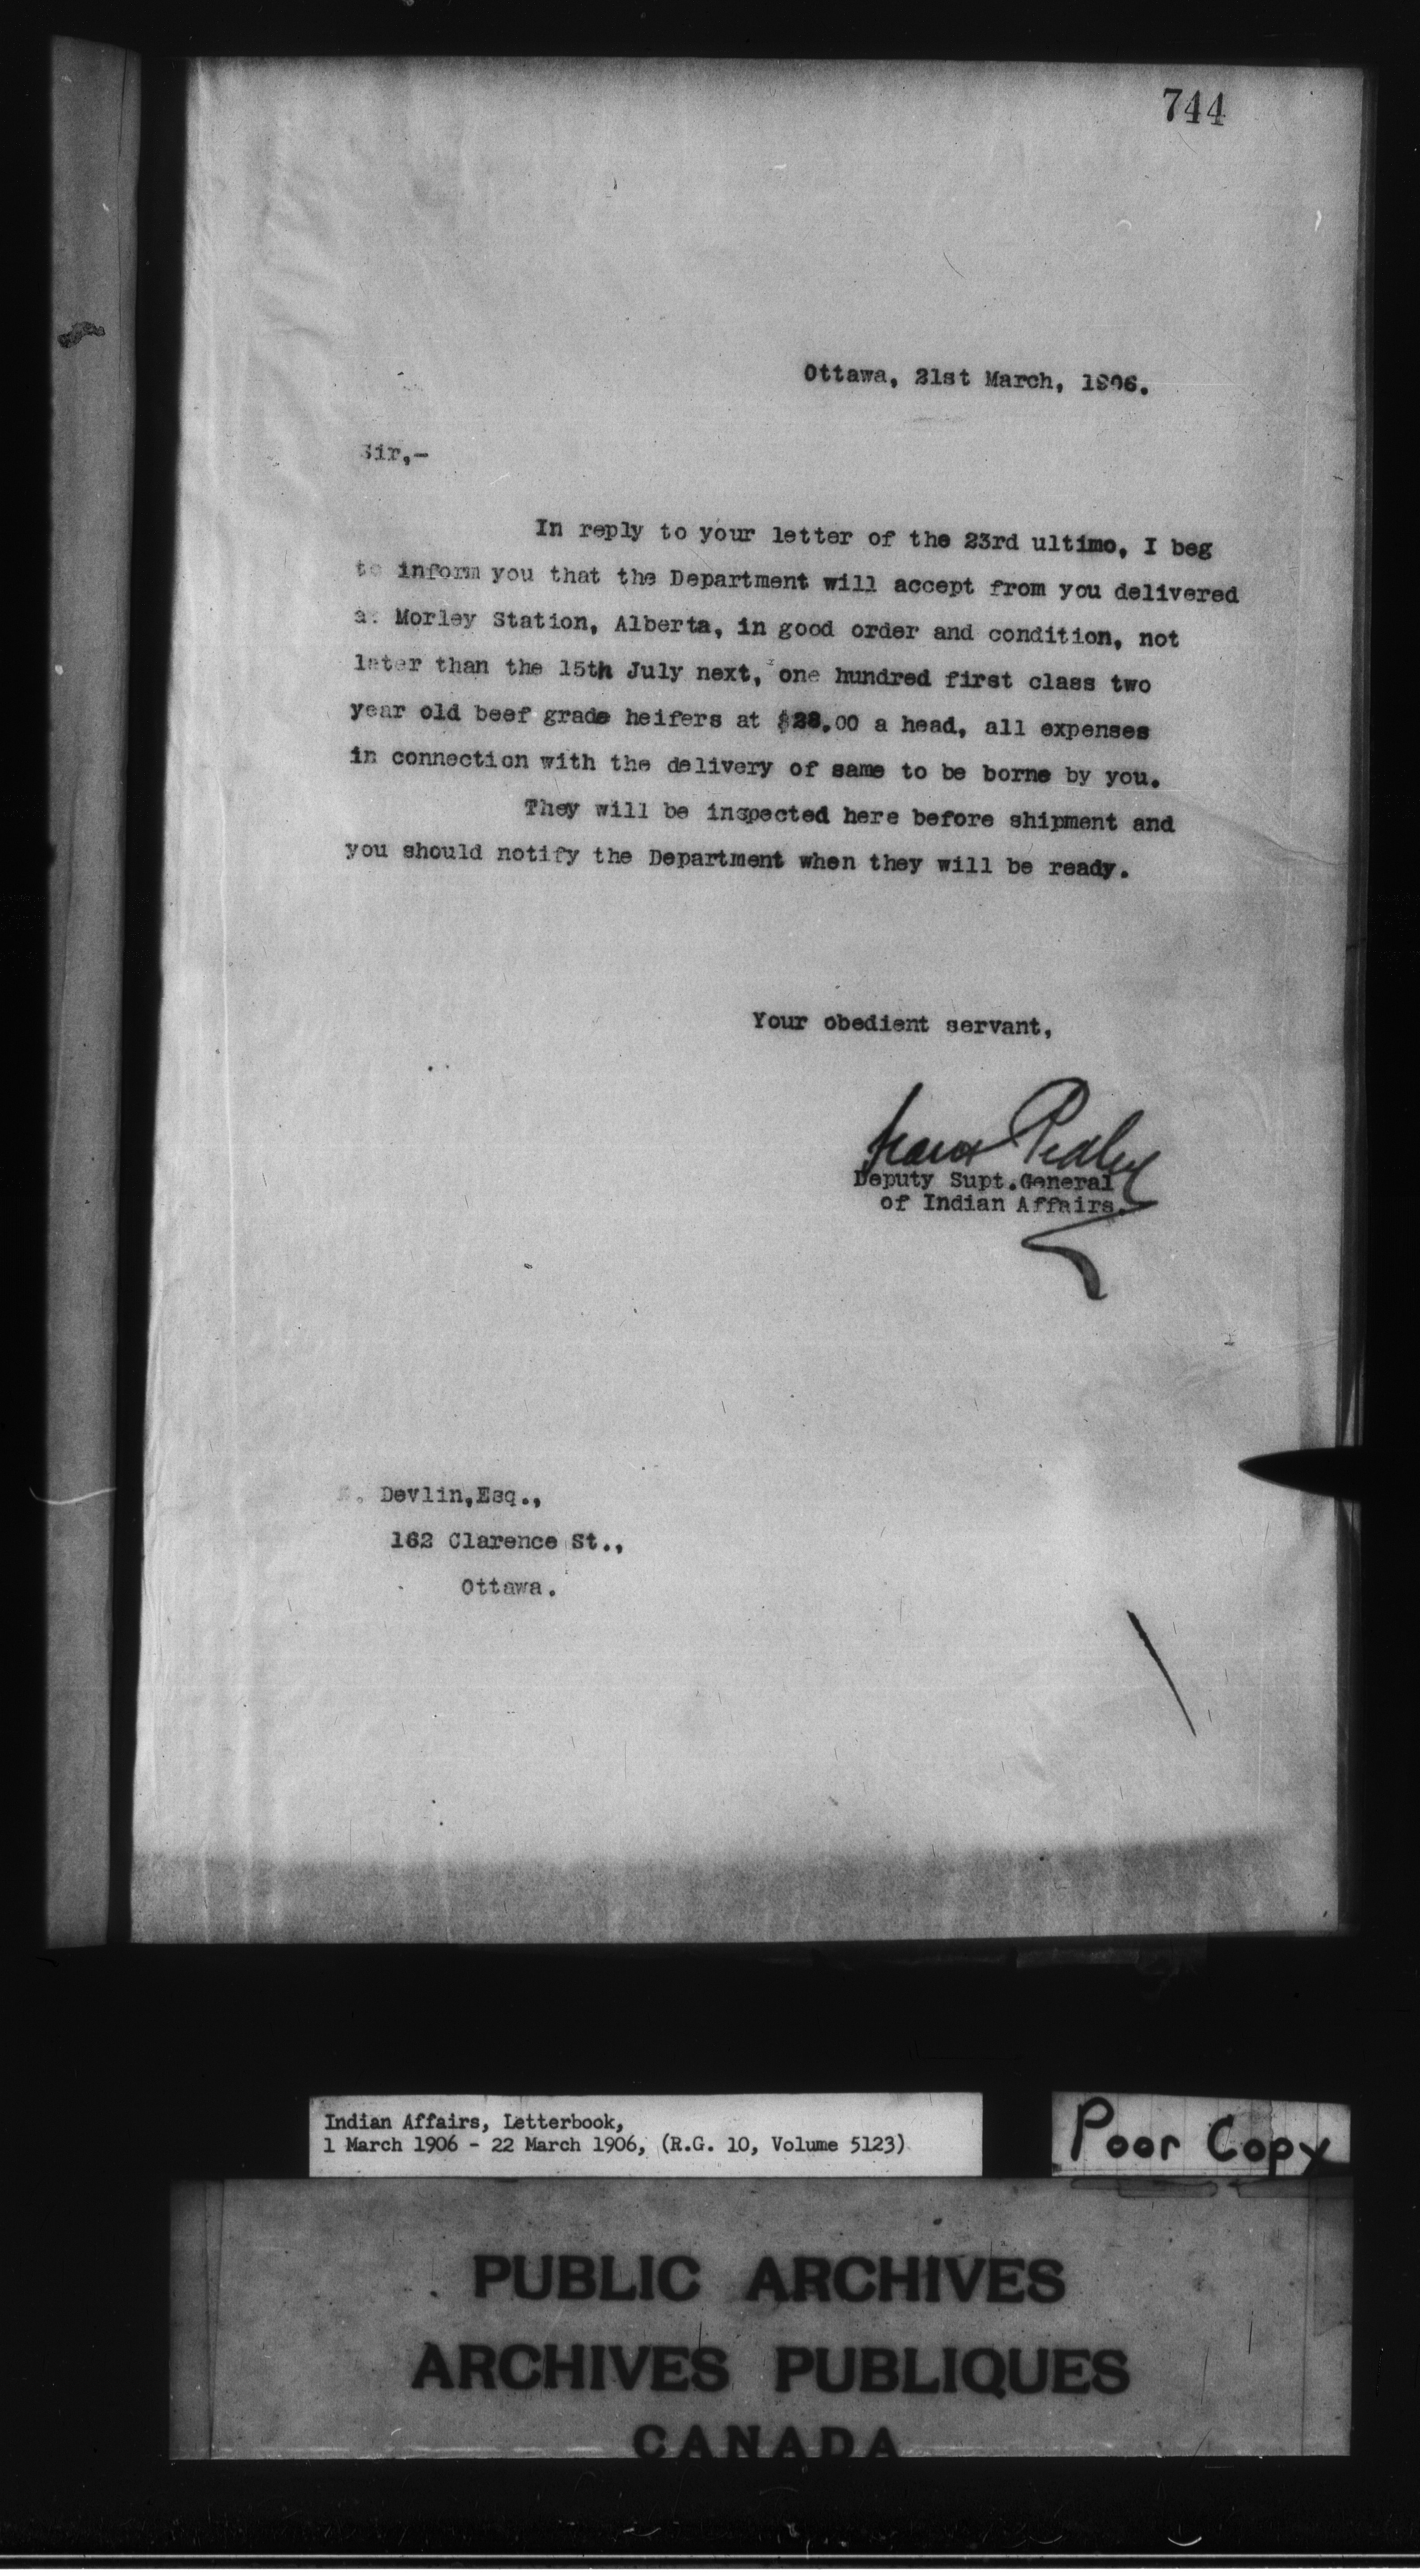 744
Ottawa, 21st March, 1906.
Sir,-
In reply to your letter of the 23rd ultimo, I beg
to inform you that the Department will accept from you delivered
at Morley Station, Alberta, in good order and condition, not
later than the 15th July next, one hundred first class two
year old beef grade heifers at $28.00 a head, all expenses
in connection with the delivery of same to be borne by you.
They will be inspected here before shipment and
you should notify the Department when they will be ready.
Your obedient servant,
Frank Pedley
Deputy Supt.General
of Indian Affairs.
Devlin,Esq.,
162 Clarence St.,
Ottawa.
Indian Affairs, Letterbook,
1 March 1906 - 22 March 1906, (R.G. 10, Volume 5123)
Poor Copy
PUBLIC ARCHIVES
ARCHIVES PUBLIQUES
CANADA